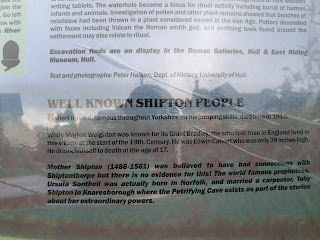 join
nk in
Go left
k with
e River
writing tablets. The waterhole became a focus for ritual activity including burial of human
infants and animals. Investigation of pollen and other plant remains showed that bunches of
mistletoe had been thrown in a plant considered sacred in the Iron Age. Pottery decorated
with faces including Vulcan the Roman smith god, and smithing tools found around the
settlement may also relate to ritual.
Excavation finds are on display in the Roman Galleries, Hull & East Riding
Museum, Hull.
Text and photographs: Peter Halkon, Dept. of History, University of Hull.
WELL KNOWN SHIPTON PEOPLE
famous throughout Yorkshire for his jumping skills, died here in
While Market Weighton was known for its Giant Bradley, the smallest man in England lived in
this village at the start of the 19th. Century. He was Edwin Calvert who was only 39 inches high
He drank himself to death at the age of 17.
Mother Shipton (1488-1561) was believed to have had connections with
Shiptonthorpe but there is no evidence for this! The world famous prophetess,
Ursula Sontheil was actually born in Norfolk, and married a carpenter, Toby
Shipton in Knaresborough where the Petrifying Cave exists as part of the stories
about her extraordinary powers.